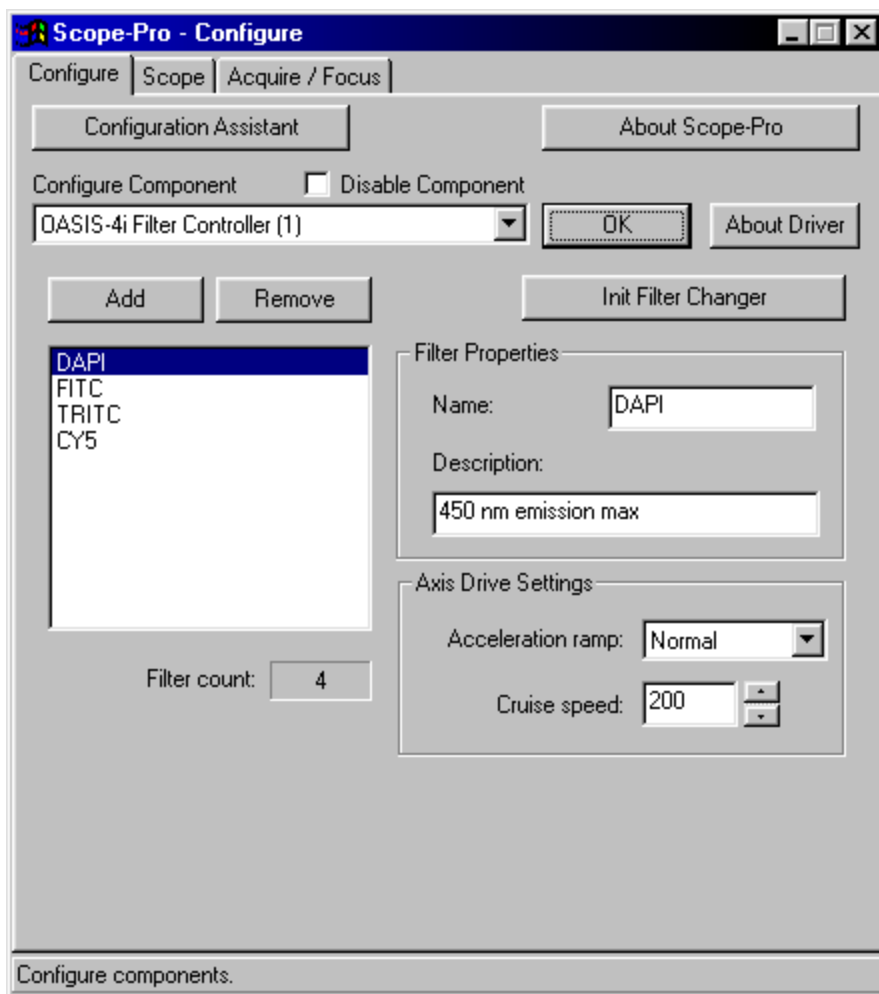 Scope-Pro - Configure
Configure Scope Acquire / Focus
Configuration Assistant About Scope-Pro
Configure Component Disable Component
OASIS-4i Filter Controller (1) OK About Driver
Add Remove Init Filter Changer
DAPI
FITC
TRITC
CY5
Filter count: 4
Filter Properties
Name: DAPI
Description:
450 nm emission max
Axis Drive Settings
Acceleration ramp: Normal
Cruise speed: 200
Configure components.